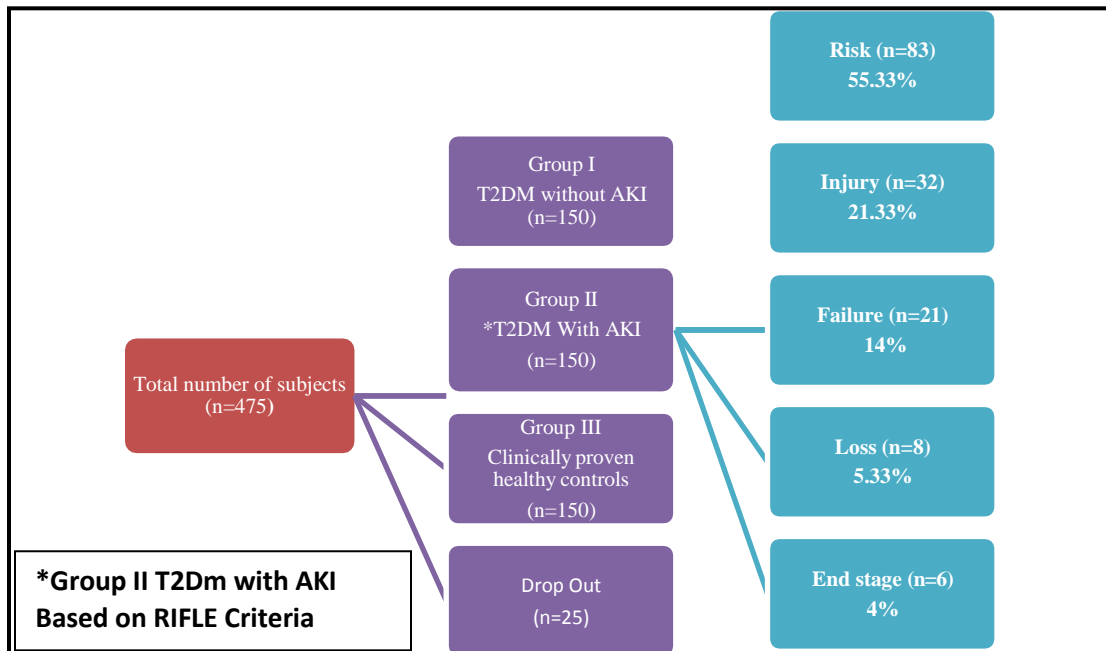 Total number of subjects
(n=475)
Group I
T2DM without AKI
(n=150)
Group II
*T2DM With AKI
(n=150)
Group III
Clinically proven
healthy controls
(n=150)
Drop Out
(n=25)
Risk (n=83)
55.33%
Injury (n=32)
21.33%
Failure (n=21)
14%
Loss (n=8)
5.33%
End stage (n=6)
4%
*Group II T2Dm with AKI
Based on RIFLE Criteria